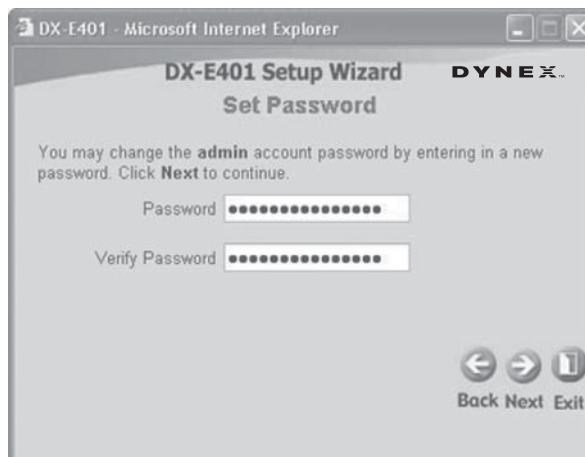 DX-E401 - Microsoft Internet Explorer
DX-E401 Setup Wizard
DYNEX™
Set Password
You may change the admin account password by entering in a new
password. Click Next to continue.
Password •••••••••••••••
Verify Password •••••••••••••••
Back Next Exit